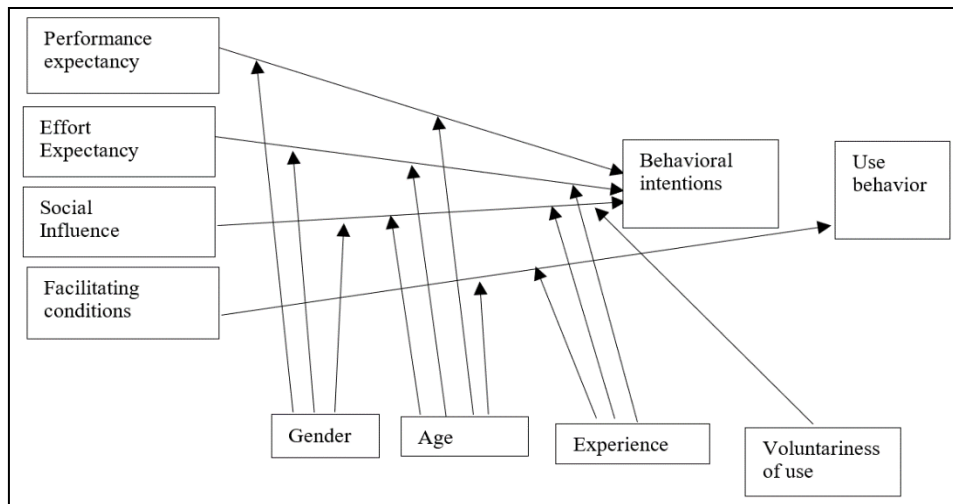 Performance
expectancy
Effort
Expectancy
Social
Influence
Facilitating
conditions
Behavioral
intentions
Use
behavior
Gender
Age
Experience
Voluntariness
of use